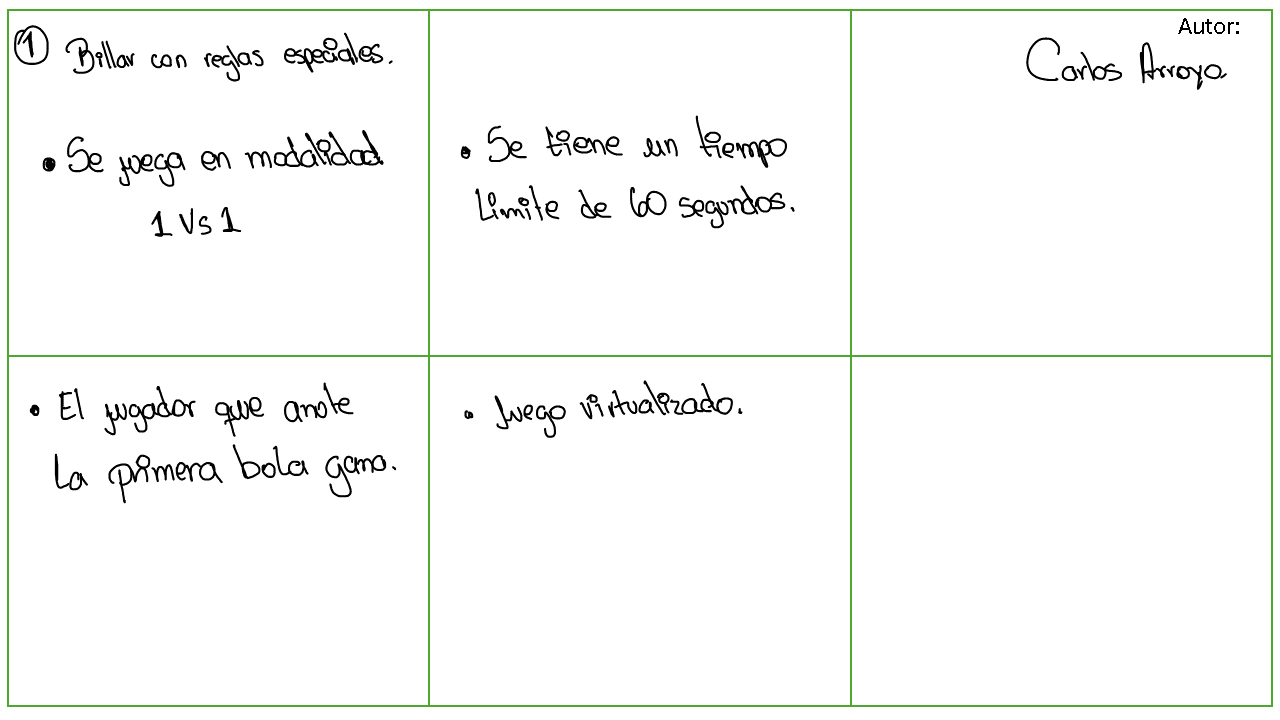 1 Billar con reglas especiales.
• Se juega en modalidad
1 Vs 1
• Se tiene un tiempo
Limite de 60 segundos.
Autor:
Carlos Arroyo
• El jugador que anote
La primera bola gana.
• Juego virtualizado.